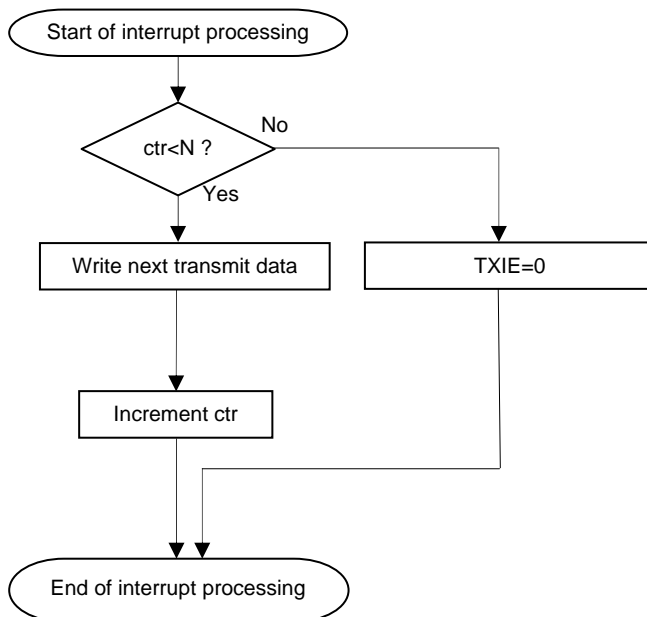 Start of interrupt processing
ctr<N ?
No
Yes
Write next transmit data
TXIE=0
Increment ctr
End of interrupt processing